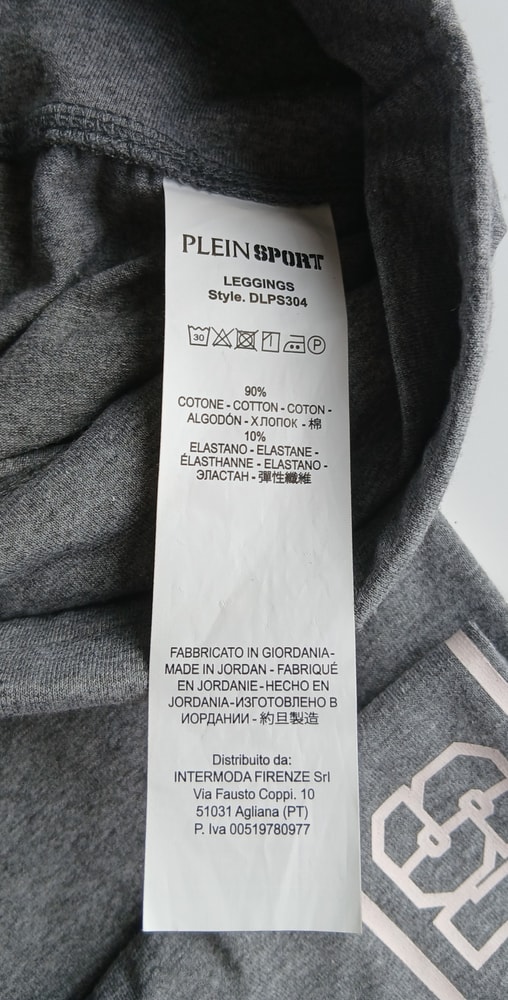 PLEIN SPORT
LEGGINGS
Style. DLPS304
30
P
90%
COTONE - COTTON - COTON -
ALGODÓN - ХЛОПОК - 棉
10%
ELASTANO - ELASTANE -
ÉLASTHANNE - ELASTANO -
ЭЛАСТАН - 彈性纖維
FABBRICATO IN GIORDANIA-
MADE IN JORDAN - FABRIQUÉ
EN JORDANIE-HECHO EN
JORDANIA-ИЗГОТОВЛЕНО В
ИОРДАНИИ - 約旦製造
Distribuito da:
INTERMODA FIRENZE Srl
Via Fausto Coppi. 10
51031 Agliana (PT)
P. Iva 00519780977